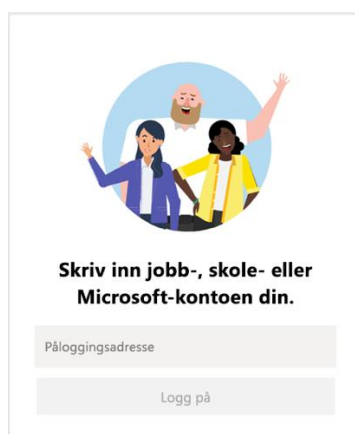 Skriv inn jobb-, skole- eller
Microsoft-kontoen din.
Påloggingsadresse
Logg på